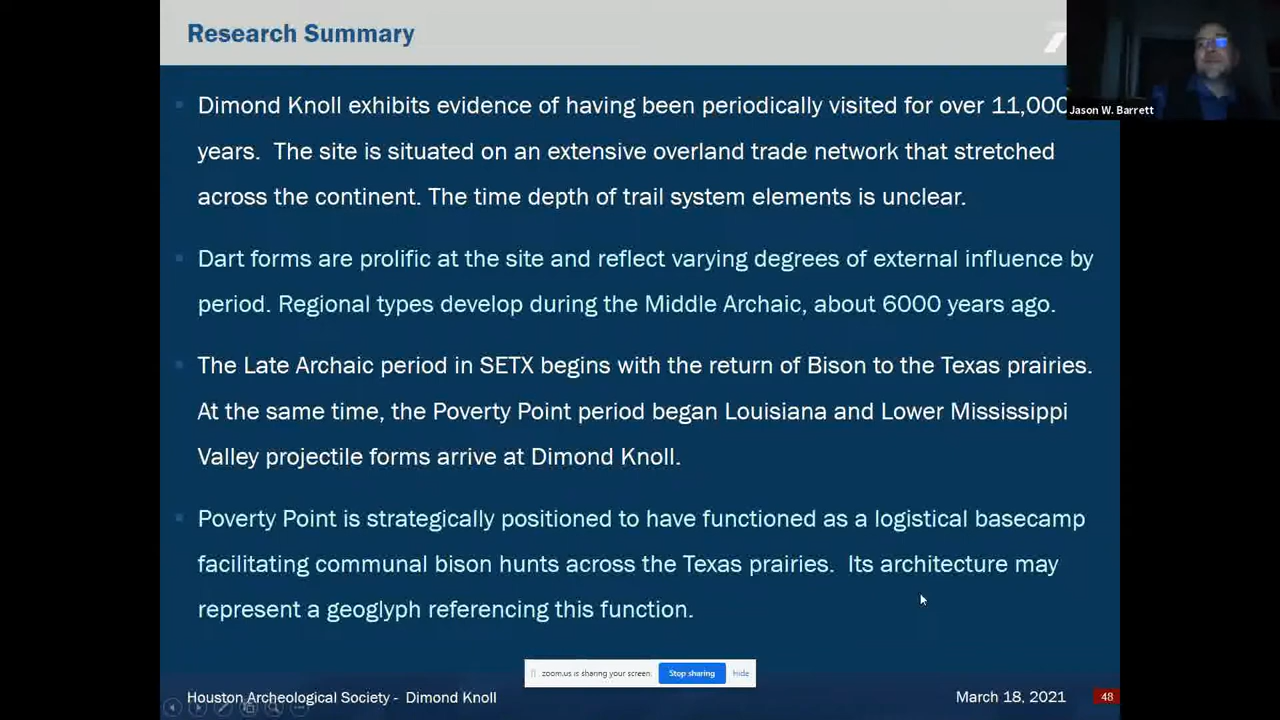 Research Summary
Jason W. Barrett
Dimond Knoll exhibits evidence of having been periodically visited for over 11,000
years. The site is situated on an extensive overland trade network that stretched
across the continent. The time depth of trail system elements is unclear.
Dart forms are prolific at the site and reflect varying degrees of external influence by
period. Regional types develop during the Middle Archaic, about 6000 years ago.
The Late Archaic period in SETX begins with the return of Bison to the Texas prairies.
At the same time, the Poverty Point period began Louisiana and Lower Mississippi
Valley projectile forms arrive at Dimond Knoll.
Poverty Point is strategically positioned to have functioned as a logistical basecamp
facilitating communal bison hunts across the Texas prairies. Its architecture may
represent a geoglyph referencing this function.
zoom.us is sharing your screen. Stop sharing Hide
Houston Archeological Society - Dimond Knoll March 18, 2021 48